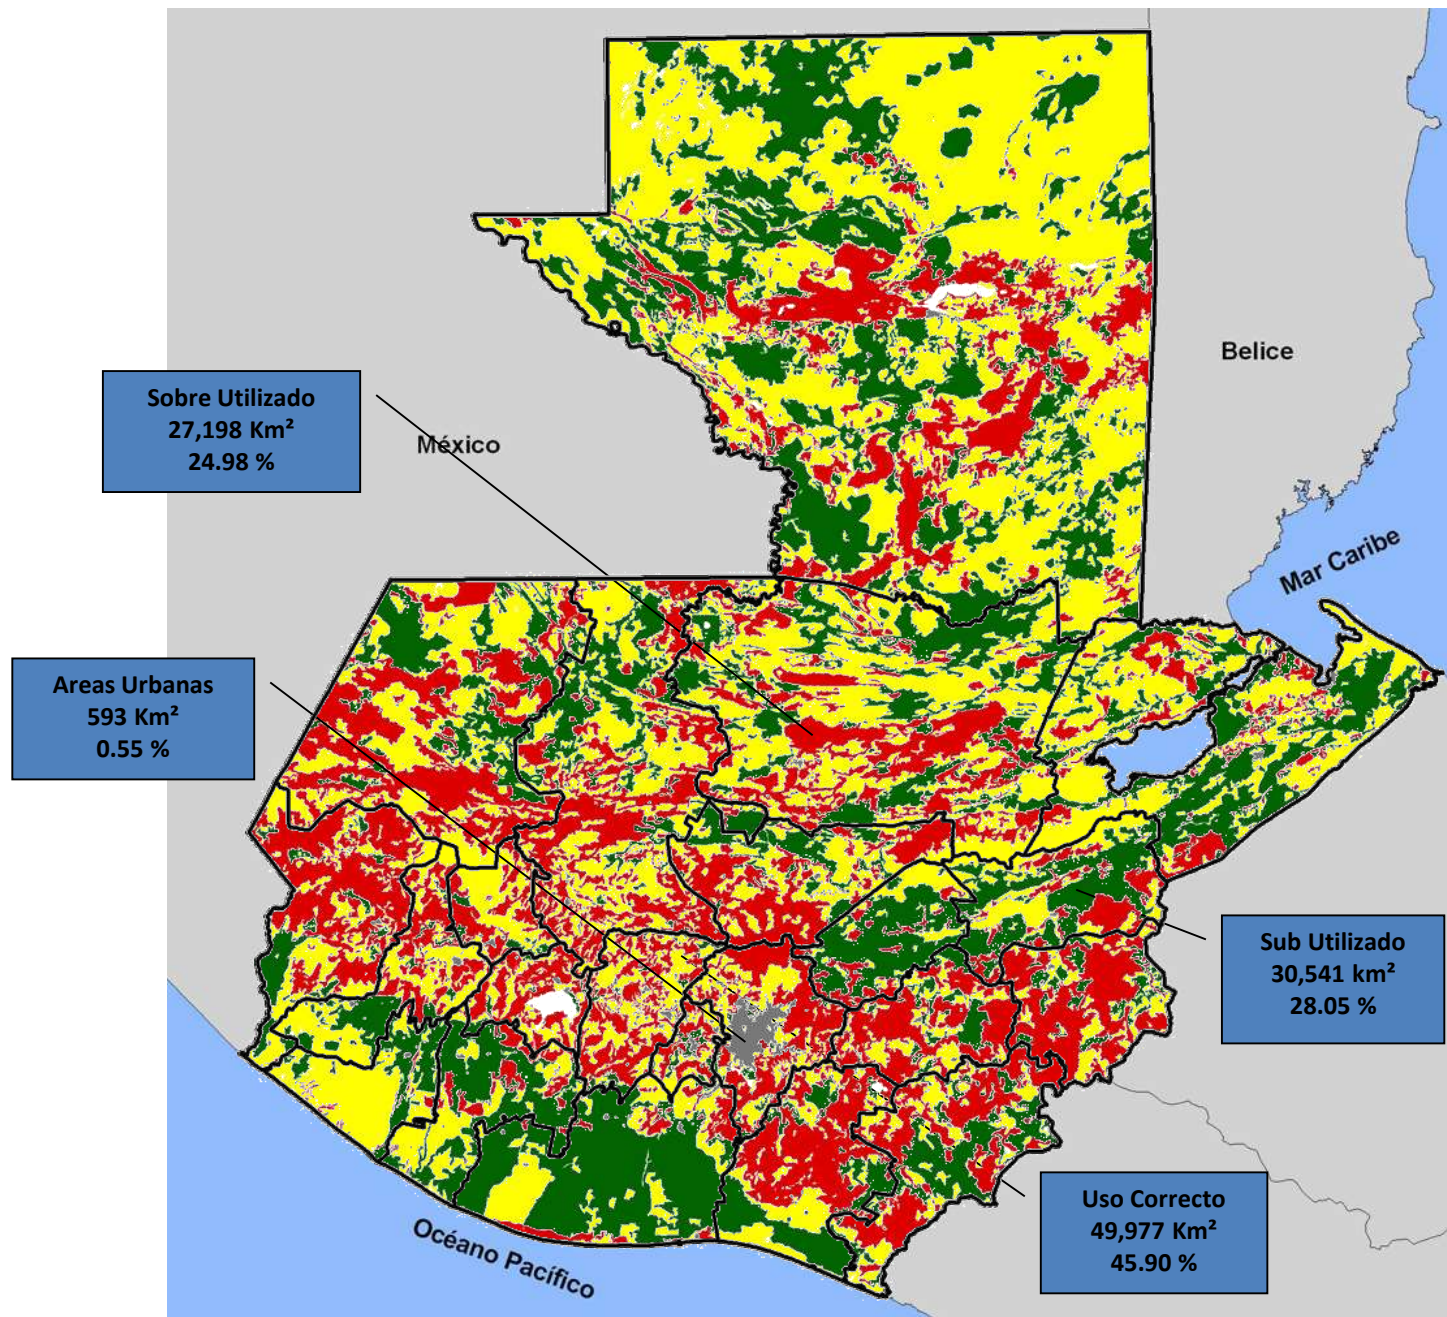 Belice
Sobre Utilizado
27,198 Km²
24.98 %
México
Mar Caribe
Areas Urbanas
593 Km²
0.55 %
Sub Utilizado
30,541 km²
28.05 %
Uso Correcto
49,977 Km²
45.90 %
Océano Pacífico